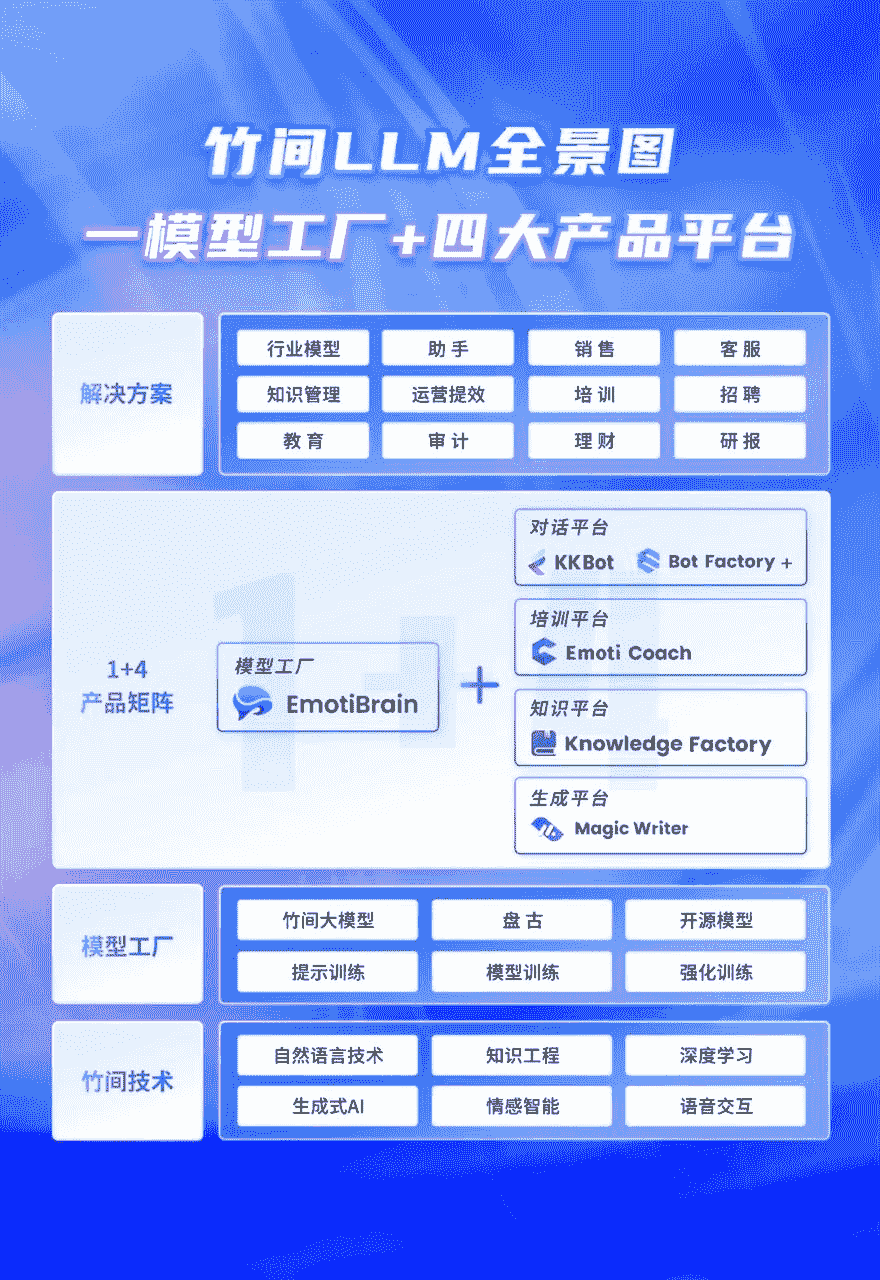 竹间LLM全景图
一模型工厂+四大产品平台
解决方案
行业模型 助手 销售 客服
知识管理 运营提效 培训 招聘
教育 审计 理财 研报
1+4
产品矩阵
模型工厂
EmotiBrain
+
对话平台
KKBot Bot Factory +
培训平台
Emoti Coach
知识平台
Knowledge Factory
生成平台
Magic Writer
1+4
模型工厂
竹间大模型 盘古 开源模型
提示训练 模型训练 强化训练
竹间技术
自然语言技术 知识工程 深度学习
生成式AI 情感智能 语音交互